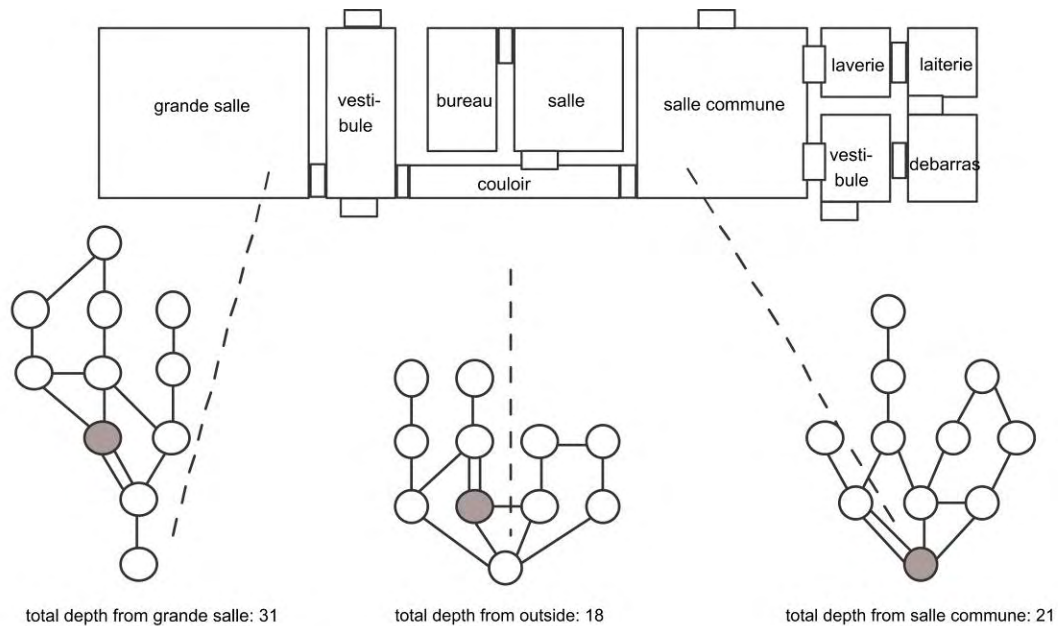 grande salle
vesti-
bule
bureau
salle
couloir
salle commune
laverie
laiterie
vesti-
bule
debarras
total depth from grande salle: 31
total depth from outside: 18
total depth from salle commune: 21